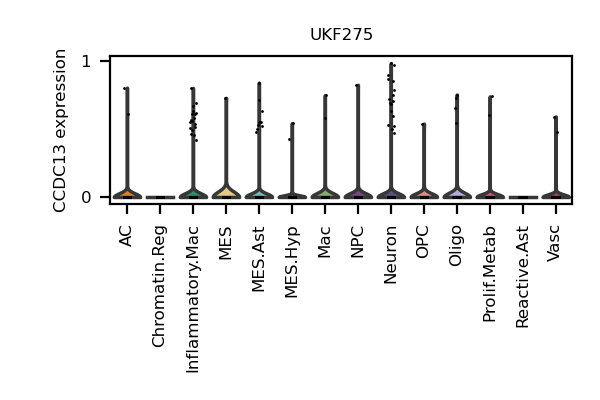 UKF275
CCDC13 expression
1
0
AC
Chromatin.Reg
Inflammatory.Mac
MES
MES.Ast
MES.Hyp
Mac
NPC
Neuron
OPC
Oligo
Prolif.Metab
Reactive.Ast
Vasc